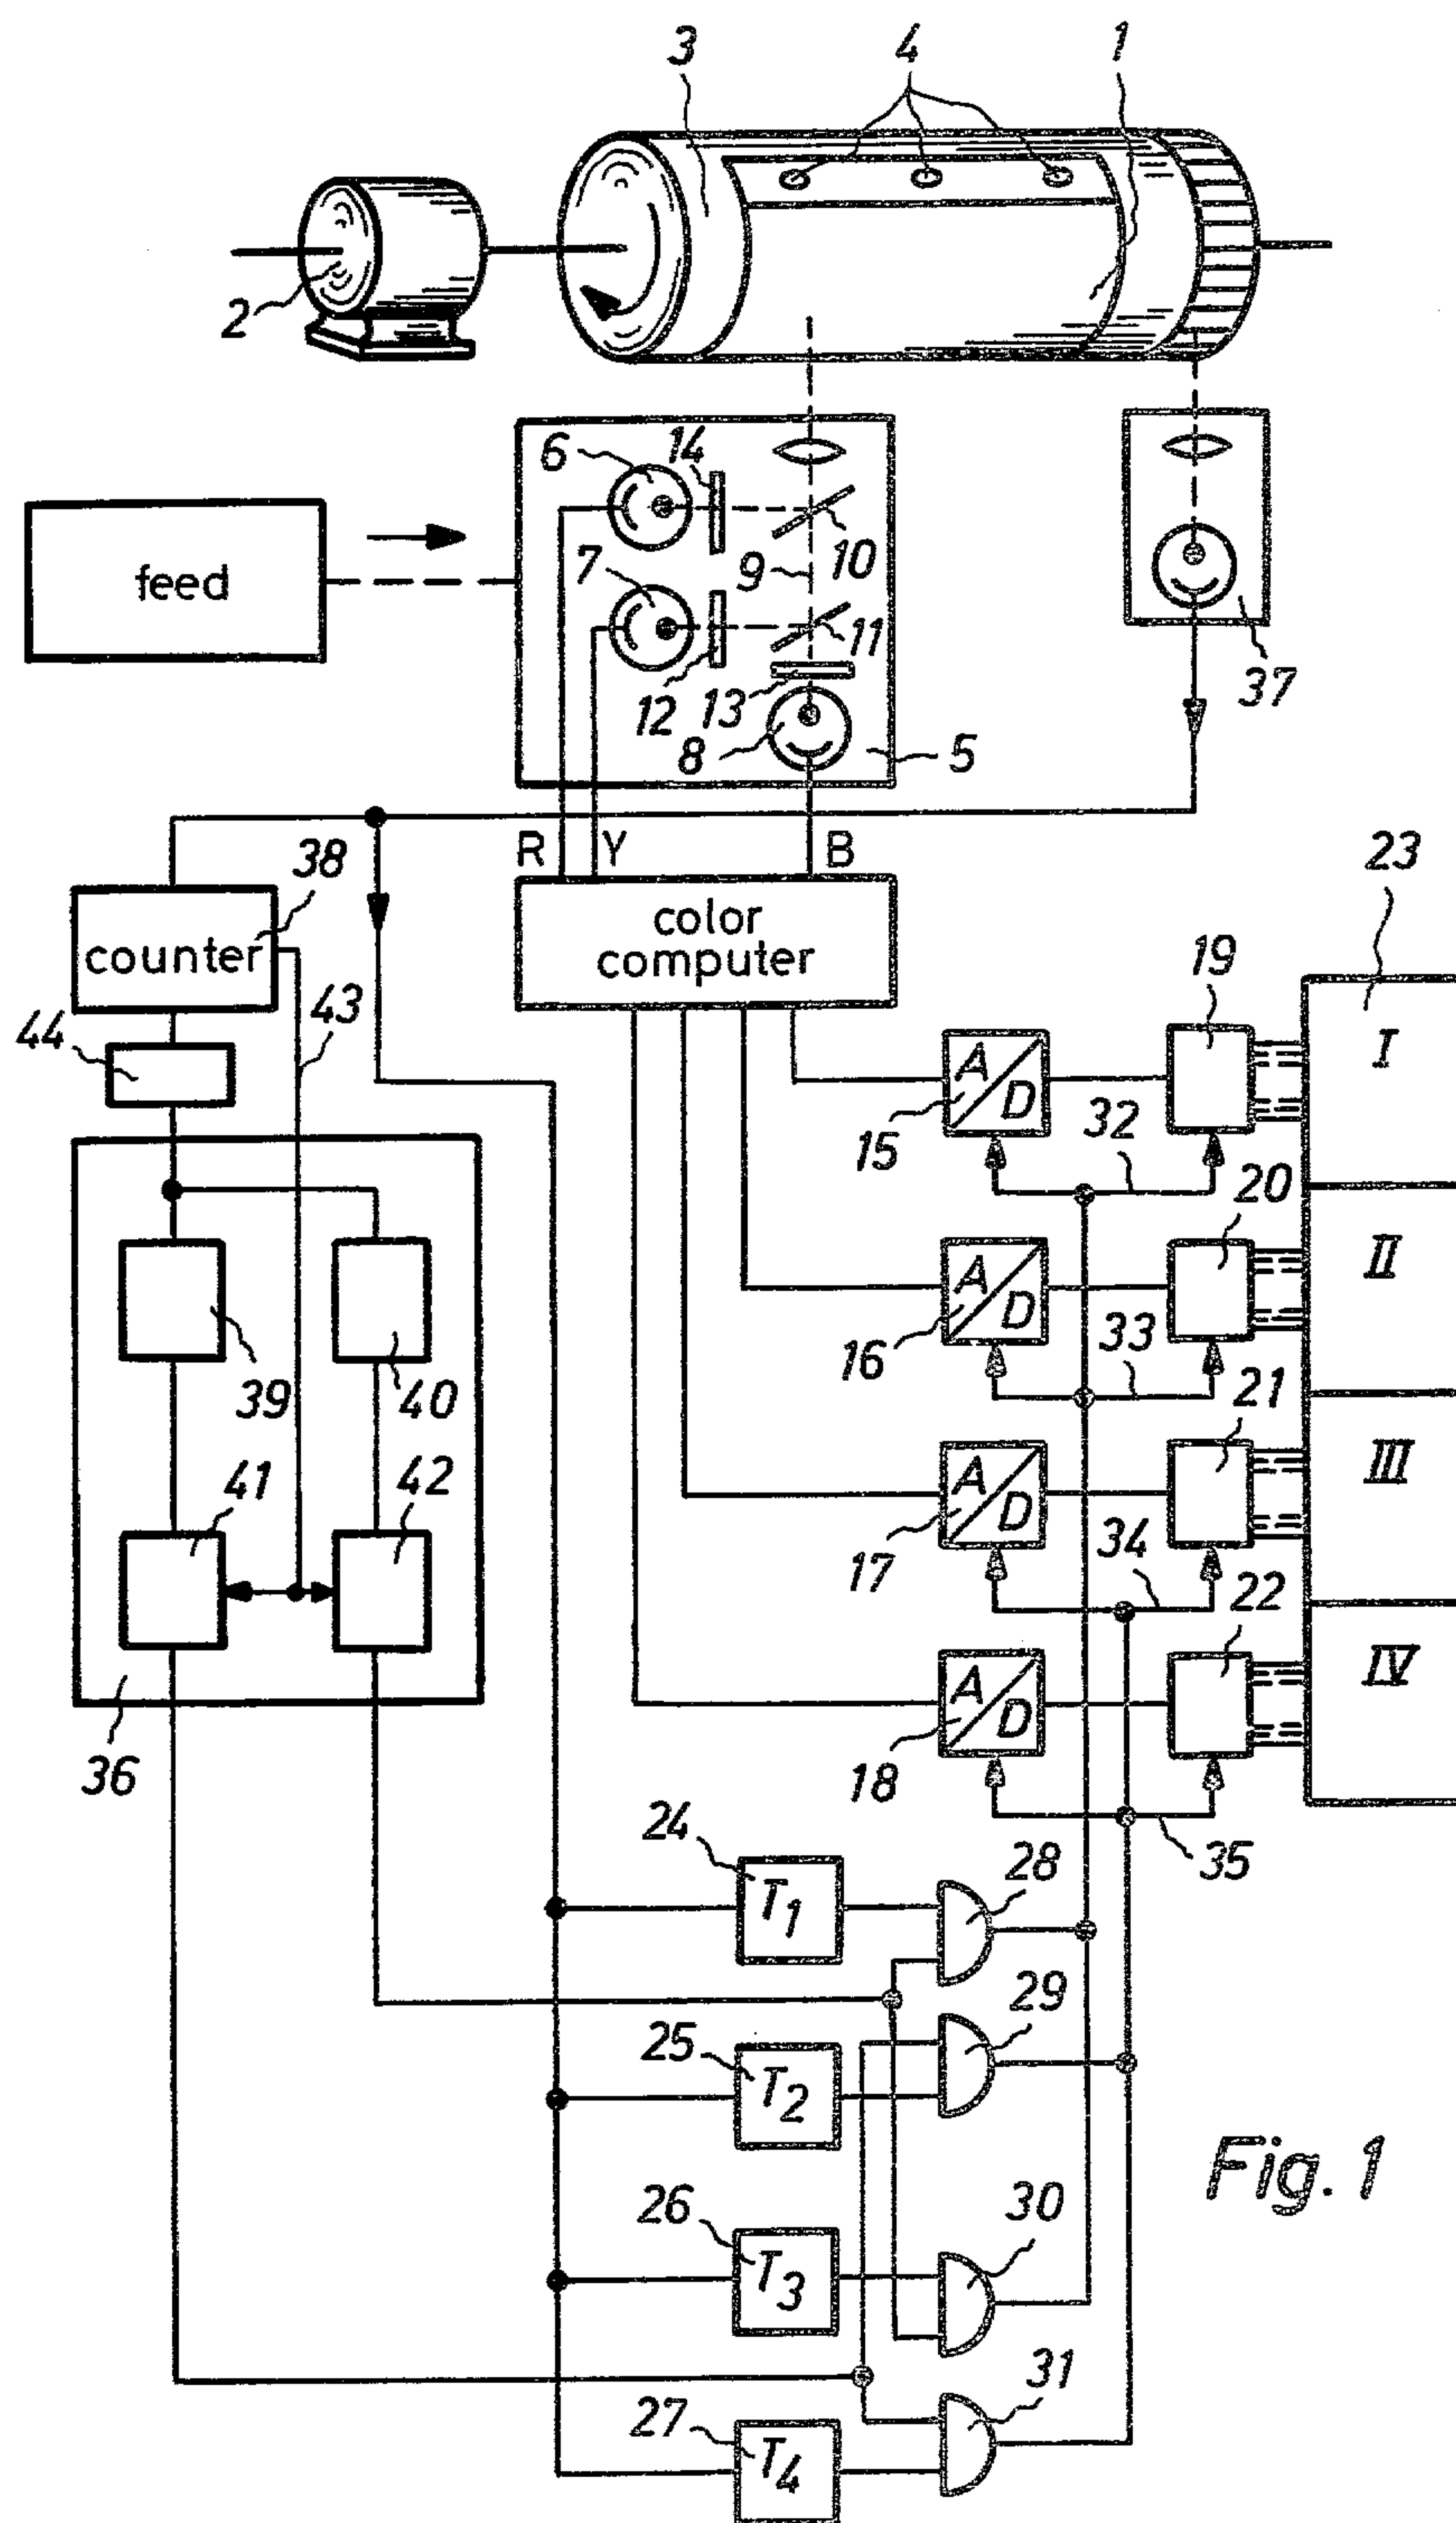 3 4 1
2
6 14
feed
7 9 10
11
12 13
8 5
37
R Y B
38
counter
color
computer
23
19
44 43
I
A
D
15 32
20
II
A
D
16 33
21
39 40
III
41 42
A
D
17 34
22
IV
A
D
18
36
35
24
T1
28
29
25
T2
Fig. 1
26
T3
30
31
27
T4